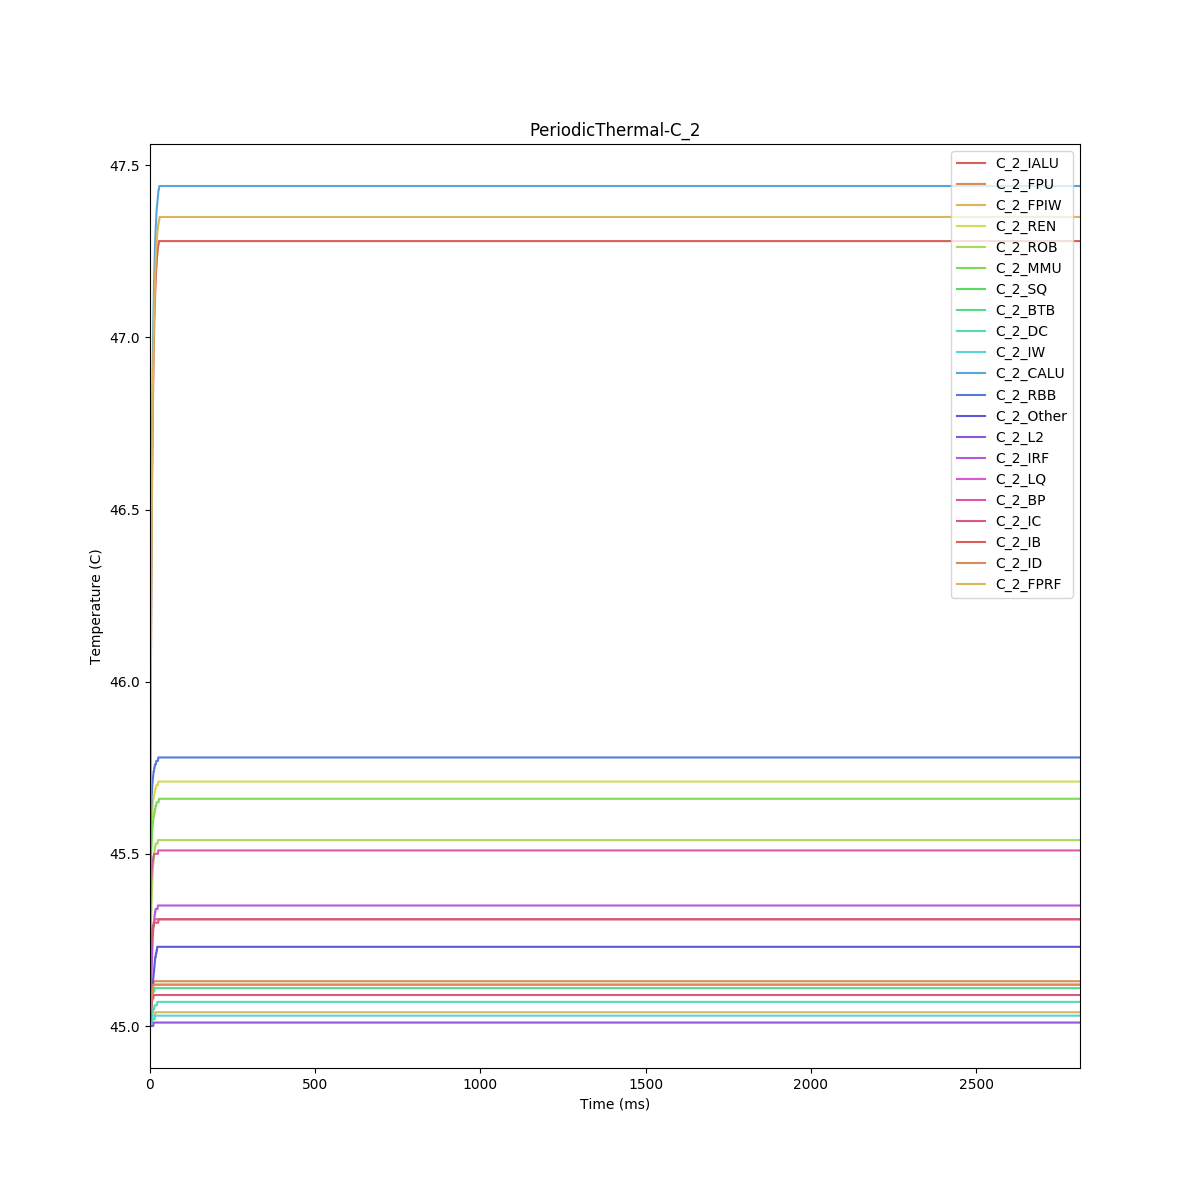 PeriodicThermal-C_2
47.5
47.0
46.5
46.0
45.5
45.0
Temperature (C)
C_2_IALU
C_2_FPU
C_2_FPIW
C_2_REN
C_2_ROB
C_2_MMU
C_2_SQ
C_2_BTB
C_2_DC
C_2_IW
C_2_CALU
C_2_RBB
C_2_Other
C_2_L2
C_2_IRF
C_2_LQ
C_2_BP
C_2_IC
C_2_IB
C_2_ID
C_2_FPRF
0 500 1000 1500 2000 2500
Time (ms)